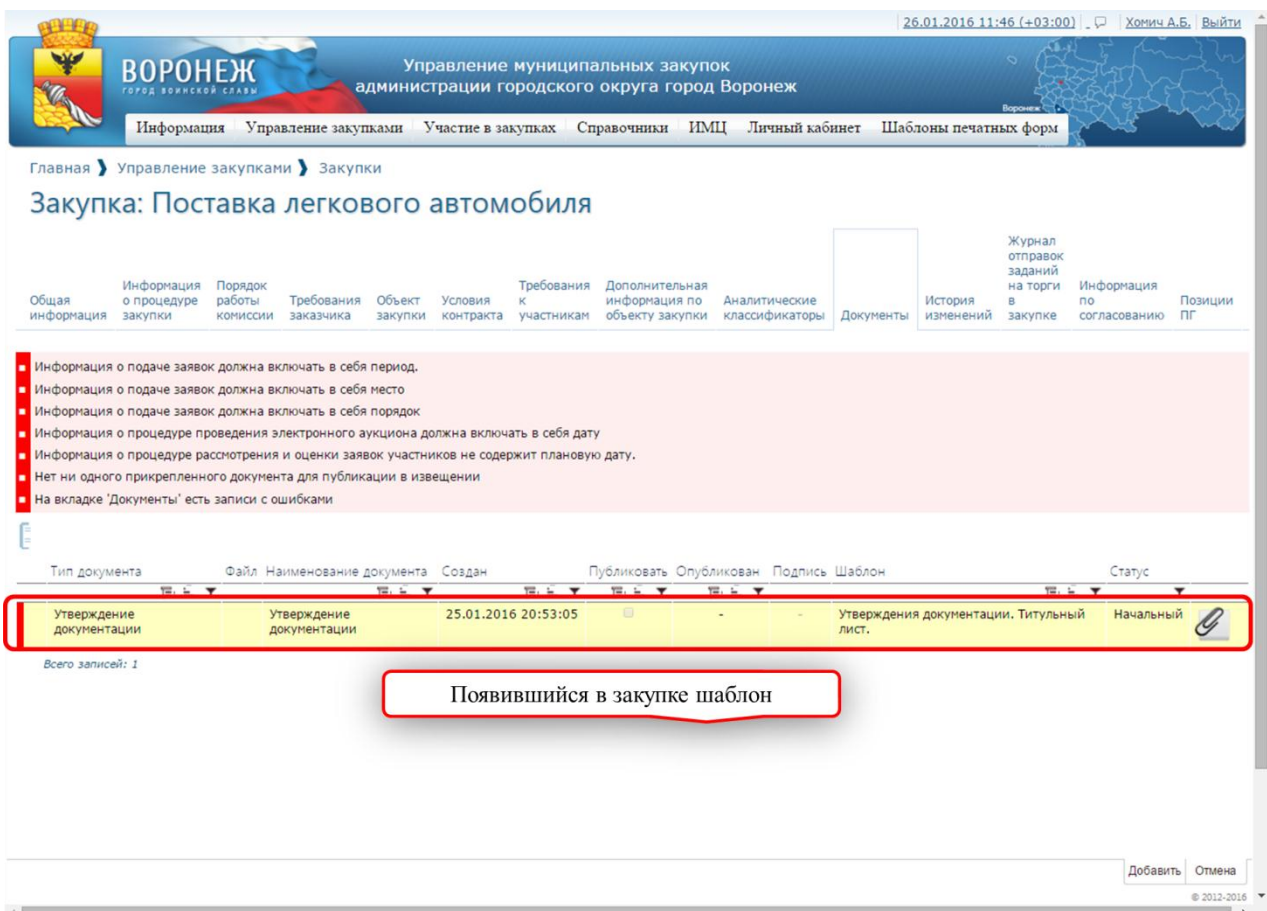 26.01.2016 11:46 (+03:00) Хомич А.Б. Выйти
ВОРОНЕЖ
ГОРОД ВОИНСКОЙ СЛАВЫ
Управление муниципальных закупок
администрации городского округа город Воронеж
Воронеж
Информация Управление закупками Участие в закупках Справочники ИМЦ Личный кабинет Шаблоны печатных форм
Главная Управление закупками Закупки
Закупка: Поставка легкового автомобиля
Общая
информация
Информация
о процедуре
закупки
Порядок
работы
комиссии
Требования
заказчика
Объект
закупки
Условия
контракта
Требования
к
участникам
Дополнительная
информация по
объекту закупки
Аналитические
классификаторы
Документы
История
изменений
Журнал
отправок
заданий
на торги
в
закупке
Информация
по
согласованию
Позиции
ПГ
Информация о подаче заявок должна включать в себя период.
Информация о подаче заявок должна включать в себя место
Информация о подаче заявок должна включать в себя порядок
Информация о процедуре проведения электронного аукциона должна включать в себя дату
Информация о процедуре рассмотрения и оценки заявок участников не содержит плановую дату.
Нет ни одного прикрепленного документа для публикации в извещении
На вкладке 'Документы' есть записи с ошибками
Тип документа Файл Наименование документа Создан Публиковать Опубликован Подпись Шаблон Статус
Утверждение
документации
Утверждение
документации
25.01.2016 20:53:05 - -
Утверждения документации. Титульный
лист.
Начальный
Всего записей: 1
Появившийся в закупке шаблон
Добавить Отмена
© 2012-2016